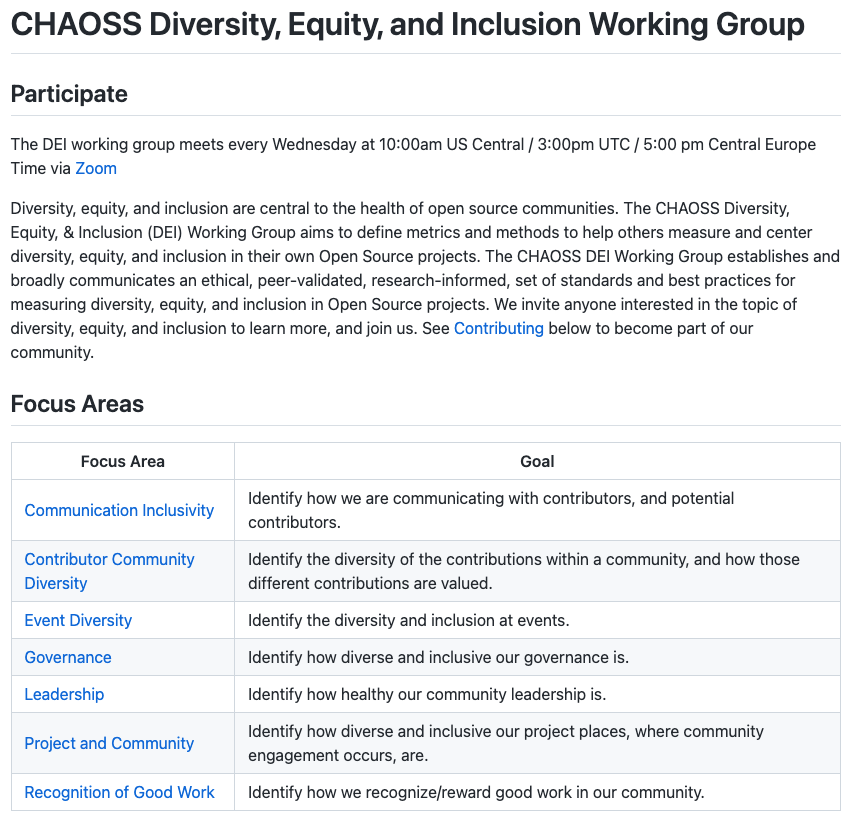 CHAOSS Diversity, Equity, and Inclusion Working Group
Participate
The DEI working group meets every Wednesday at 10:00am US Central / 3:00pm UTC / 5:00 pm Central Europe
Time via Zoom
Diversity, equity, and inclusion are central to the health of open source communities. The CHAOSS Diversity,
Equity, & Inclusion (DEI) Working Group aims to define metrics and methods to help others measure and center
diversity, equity, and inclusion in their own Open Source projects. The CHAOSS DEI Working Group establishes and
broadly communicates an ethical, peer-validated, research-informed, set of standards and best practices for
measuring diversity, equity, and inclusion in Open Source projects. We invite anyone interested in the topic of
diversity, equity, and inclusion to learn more, and join us. See Contributing below to become part of our
community.
Focus Areas
Focus Area Goal
Communication Inclusivity Identify how we are communicating with contributors, and potential
contributors.
Contributor Community Identify the diversity of the contributions within a community, and how those
Diversity different contributions are valued.
Event Diversity Identify the diversity and inclusion at events.
Governance Identify how diverse and inclusive our governance is.
Leadership Identify how healthy our community leadership is.
Project and Community Identify how diverse and inclusive our project places, where community
engagement occurs, are.
Recognition of Good Work Identify how we recognize/reward good work in our community.